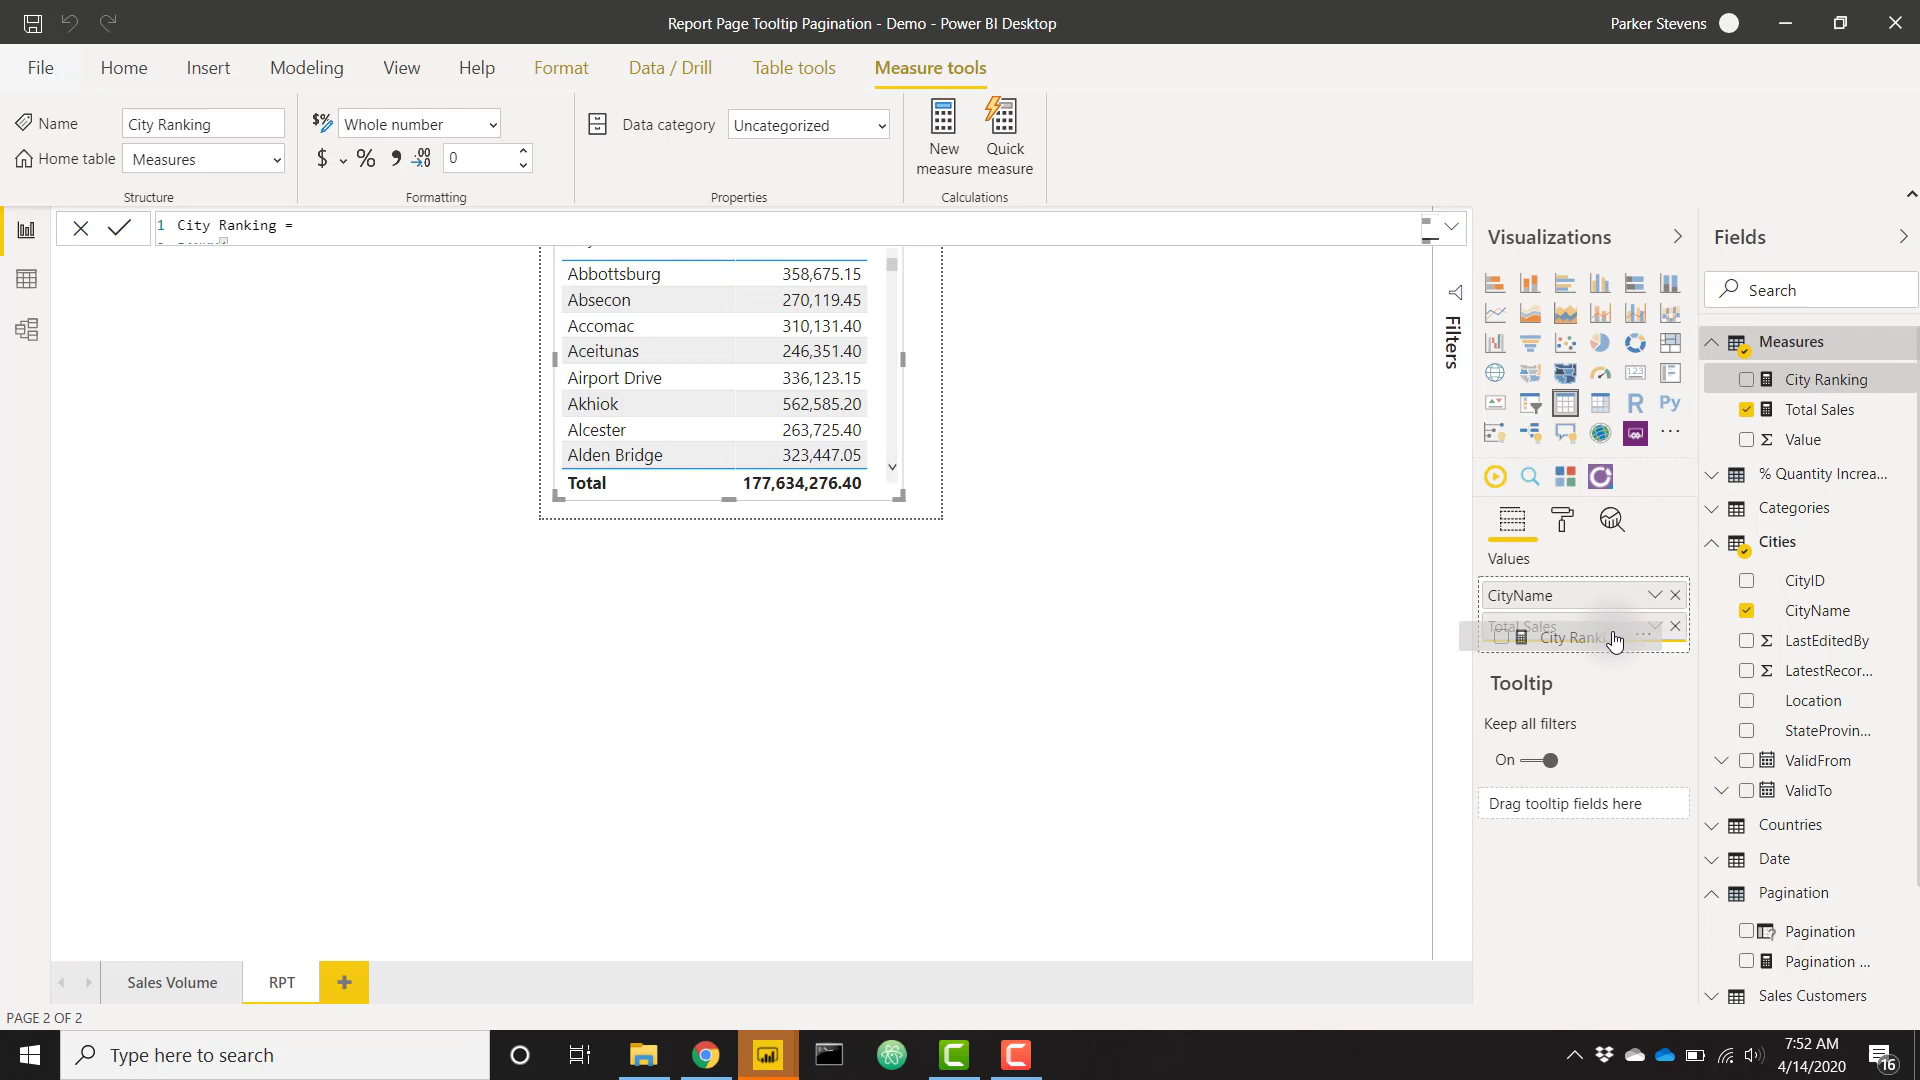 Report Page Tooltip Pagination - Demo - Power BI Desktop
Parker Stevens
File Home Insert Modeling View Help Format Data / Drill Table tools Measure tools
Name City Ranking
Home table Measures
Structure
Whole number
$ % 9 .00 0
Formatting
Data category Uncategorized
Properties
New measure
Quick measure
Calculations
1 City Ranking =
Abbottsburg 358,675.15
Absecon 270,119.45
Accomac 310,131.40
Aceitunas 246,351.40
Airport Drive 336,123.15
Akhiok 562,585.20
Alcester 263,725.40
Alden Bridge 323,447.05
Total 177,634,276.40
Filters
Visualizations
R Py
123
Values
CityName
Total Sales
City Ranki
Tooltip
Keep all filters
On
Drag tooltip fields here
Fields
Search
Measures
City Ranking
Total Sales
Σ Value
% Quantity Increa...
Categories
Cities
CityID
CityName
Σ LastEditedBy
Σ LatestRecor...
Location
StateProvin...
ValidFrom
ValidTo
Countries
Date
Pagination
Pagination
Pagination ...
Sales Customers
Sales Volume RPT +
PAGE 2 OF 2
Type here to search
7:52 AM
4/14/2020
16